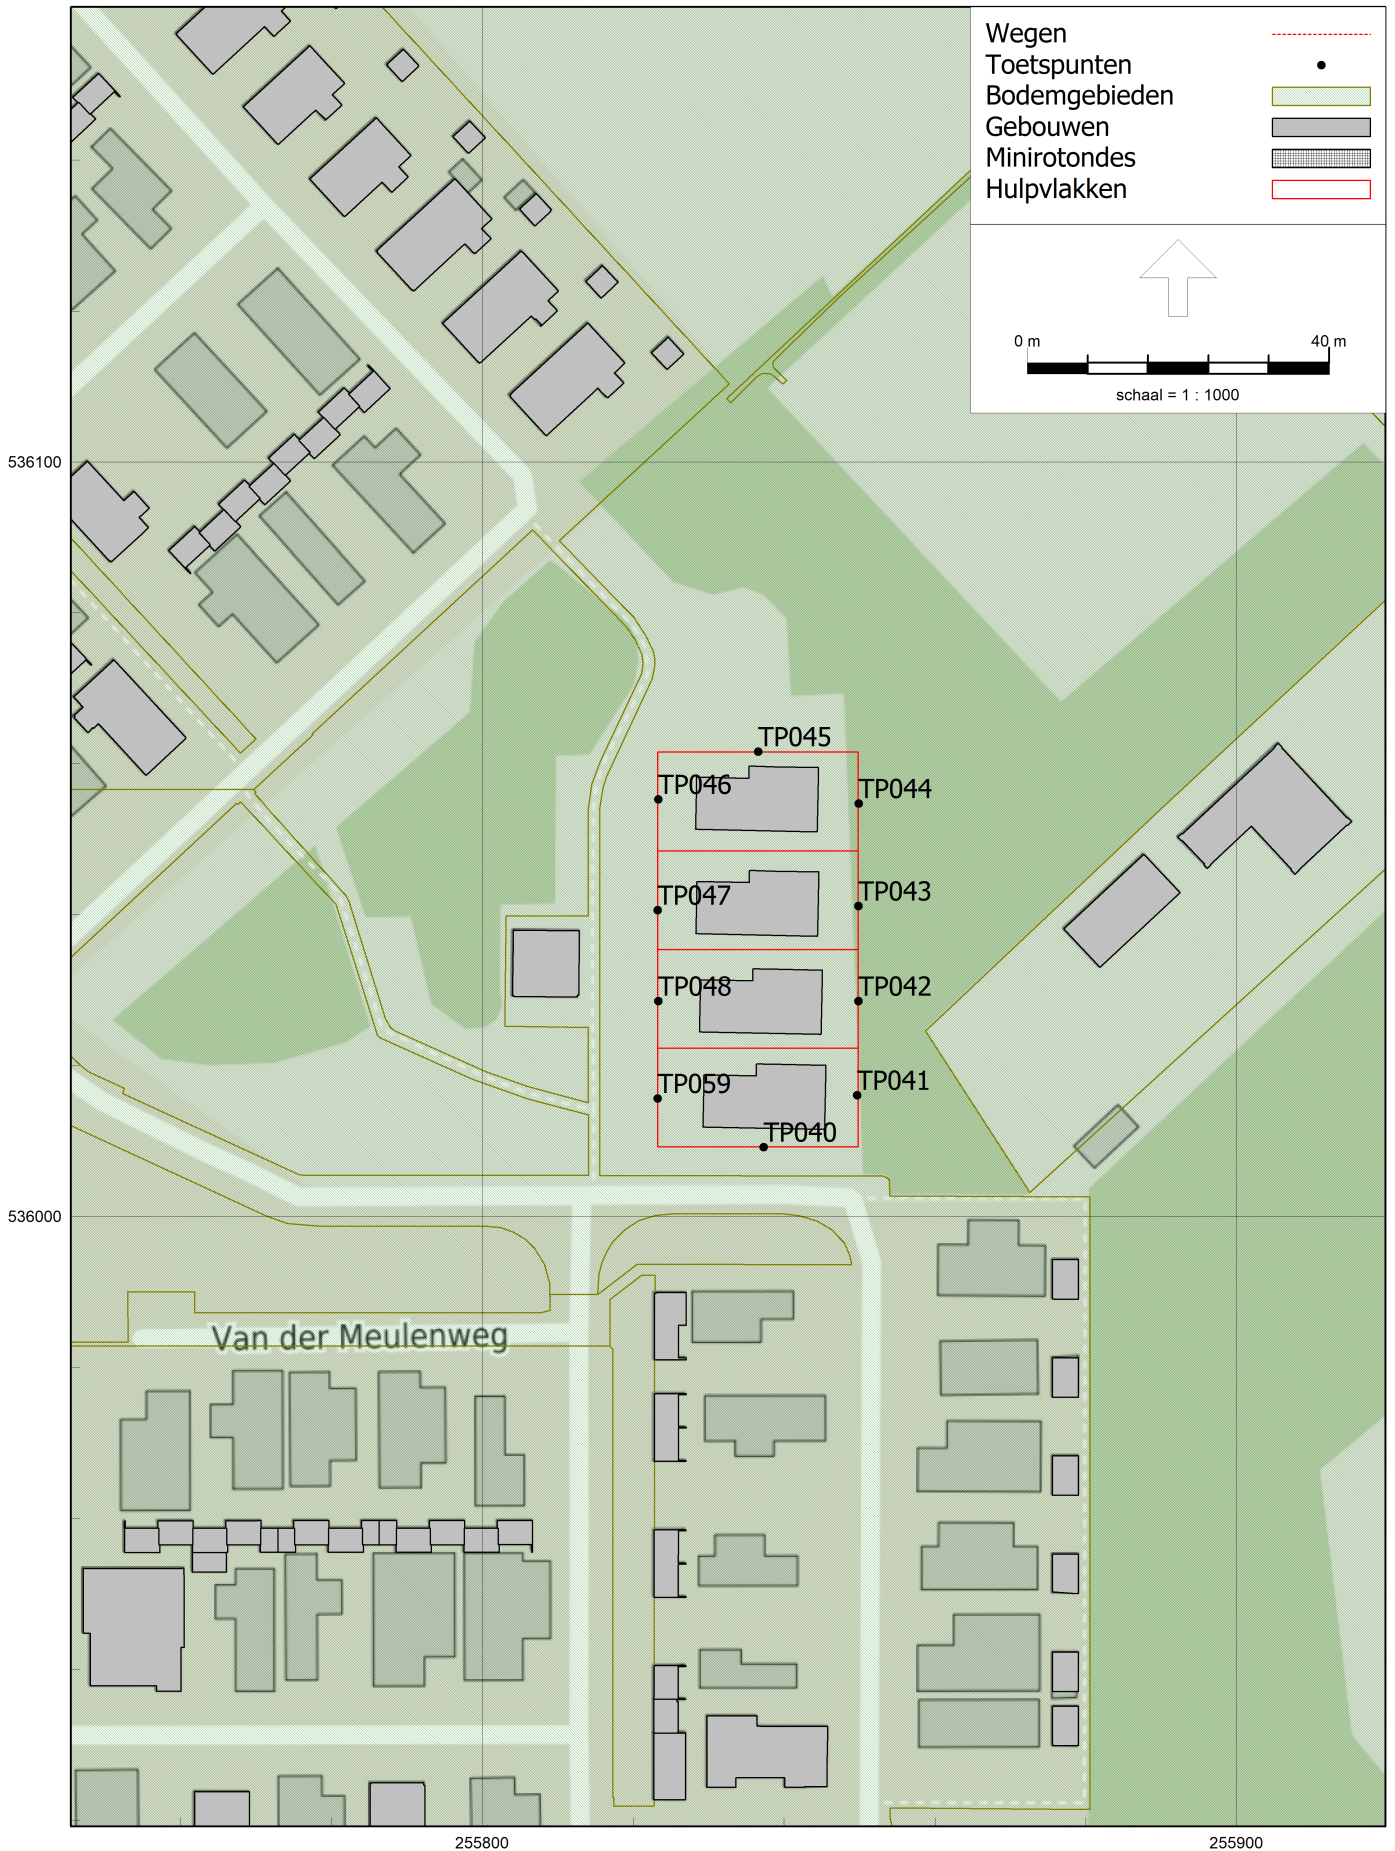 Wegen
Toetspunten
Bodemgebieden
Gebouwen
Minirotondes
Hulpvlakken
0 m 40 m
schaal = 1 : 1000
536100
TP045
TP046 TP044
TP047 TP043
TP048 TP042
TP059 TP041
TP040
536000
Van der Meulenweg
255800 255900